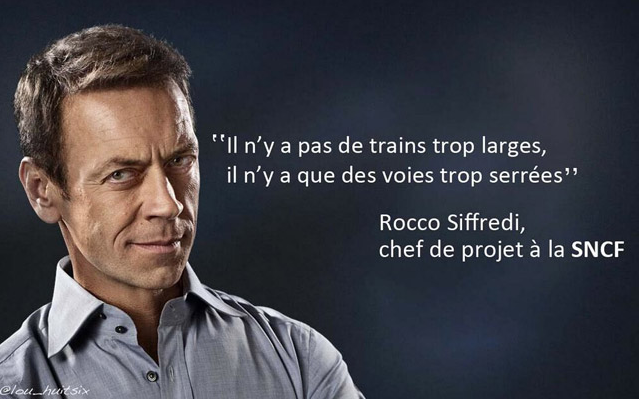 ‟Il n’y a pas de trains trop larges,
il n’y a que des voies trop serrées”
Rocco Siffredi,
chef de projet à la SNCF
@lou_huitsix